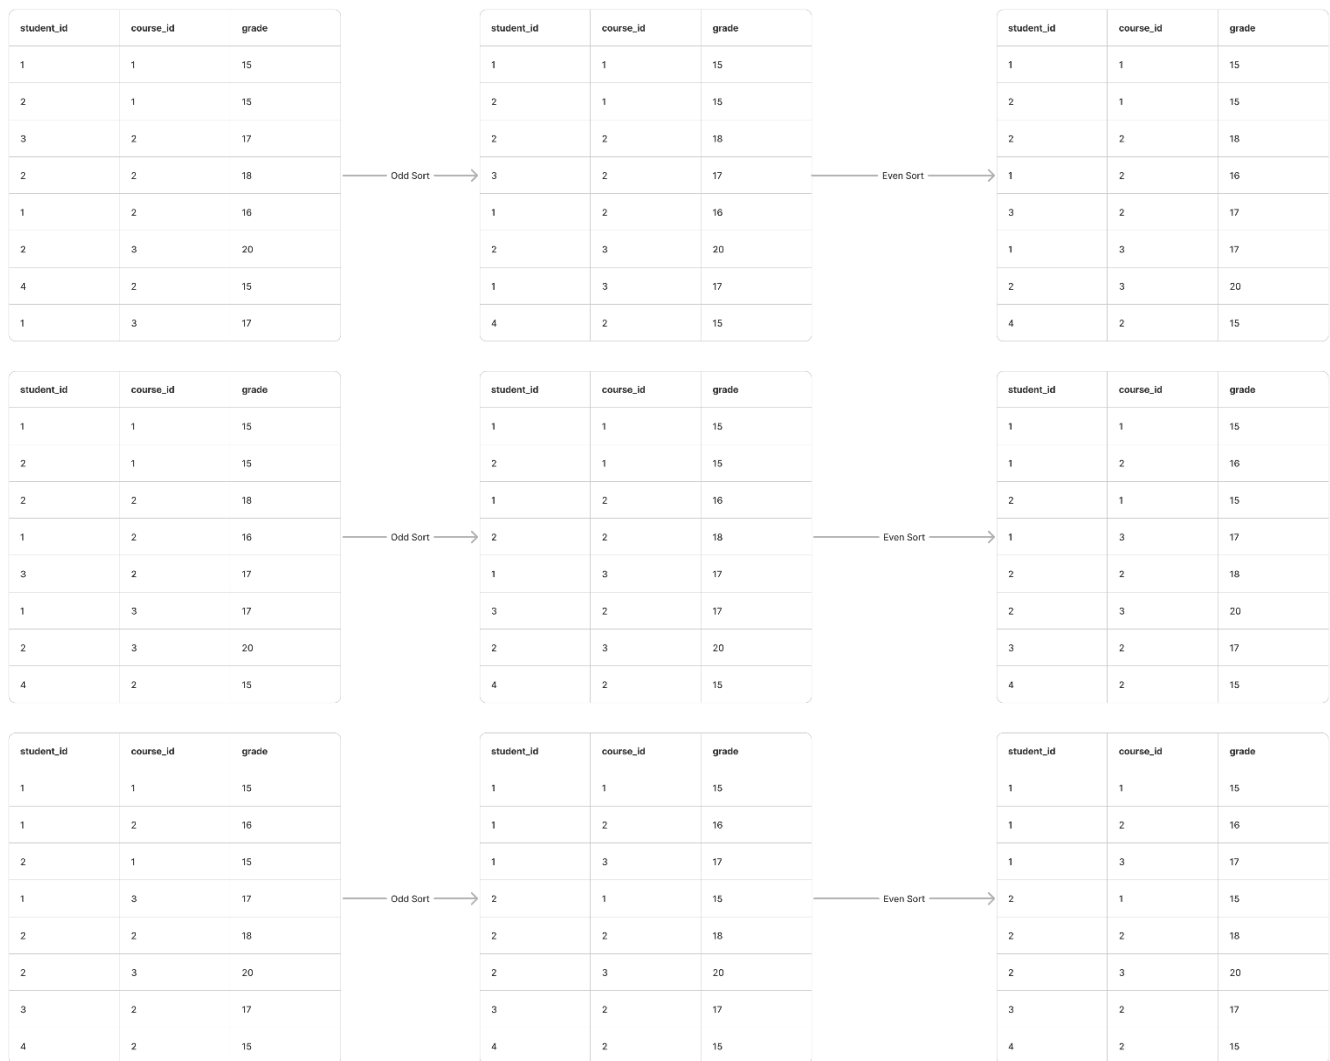 student_id course_id grade student_id course_id grade student_id course_id grade
1 1 15 1 1 15 1 1 15
2 1 15 2 1 15 2 1 15
3 2 17 2 2 18 2 2 18
2 2 18 Odd Sort 3 2 17 Even Sort 1 2 16
1 2 16 1 2 16 3 2 17
2 3 20 2 3 20 1 3 17
4 2 15 1 3 17 2 3 20
1 3 17 4 2 15 4 2 15
student_id course_id grade student_id course_id grade student_id course_id grade
1 1 15 1 1 15 1 1 15
2 1 15 2 1 15 1 2 16
2 2 18 1 2 16 2 1 15
1 2 16 Odd Sort 2 2 18 Even Sort 1 3 17
3 2 17 1 3 17 2 2 18
1 3 17 3 2 17 2 3 20
2 3 20 2 3 20 3 2 17
4 2 15 4 2 15 4 2 15
student_id course_id grade student_id course_id grade student_id course_id grade
1 1 15 1 1 15 1 1 15
1 2 16 1 2 16 1 2 16
2 1 15 1 3 17 1 3 17
1 3 17 Odd Sort 2 1 15 Even Sort 2 1 15
2 2 18 2 2 18 2 2 18
2 3 20 2 3 20 2 3 20
3 2 17 3 2 17 3 2 17
4 2 15 4 2 15 4 2 15